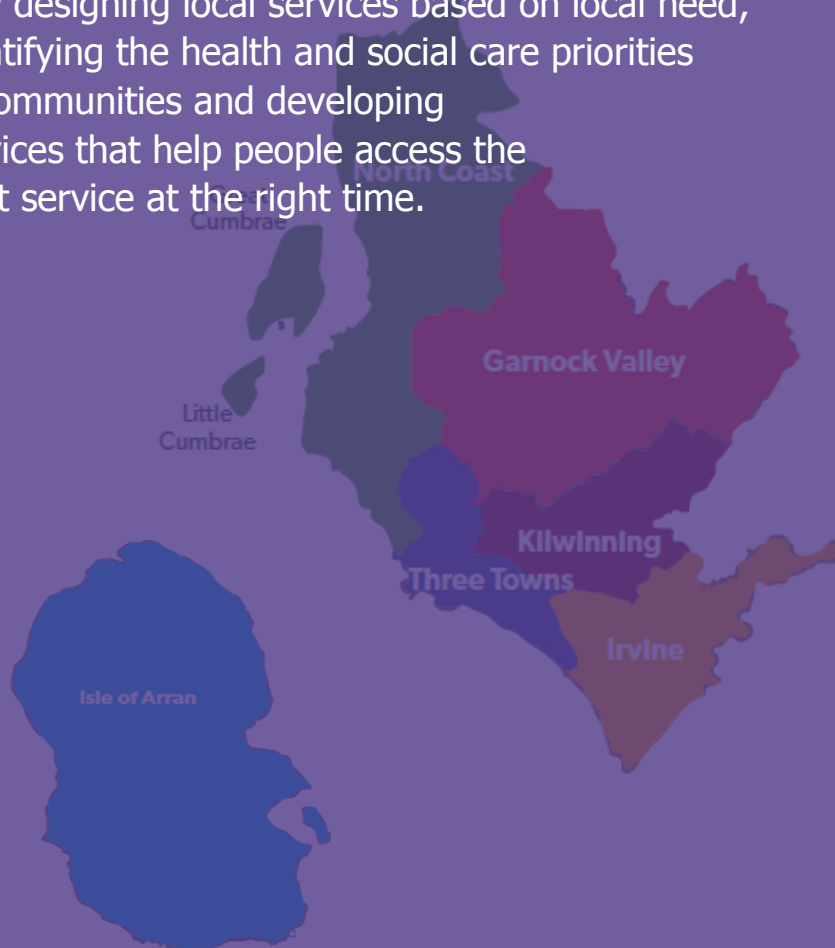 designing local services based on local need,
tifying the health and social care priorities
ommunities and developing
ices that help people access the
t service at the right time.
North Coast
Great
Cumbrae
Garnock Valley
Little
Cumbrae
Kilwinning
Three Towns
Irvine
Isle of Arran